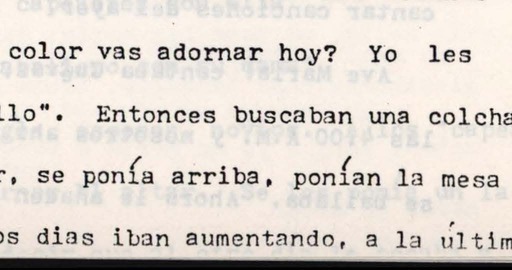 color vas adornar hoy? Yo les
llo". Entonces buscaban una colcha
r, se ponía arriba, ponían la mesa
os dias iban aumentando, a la últim